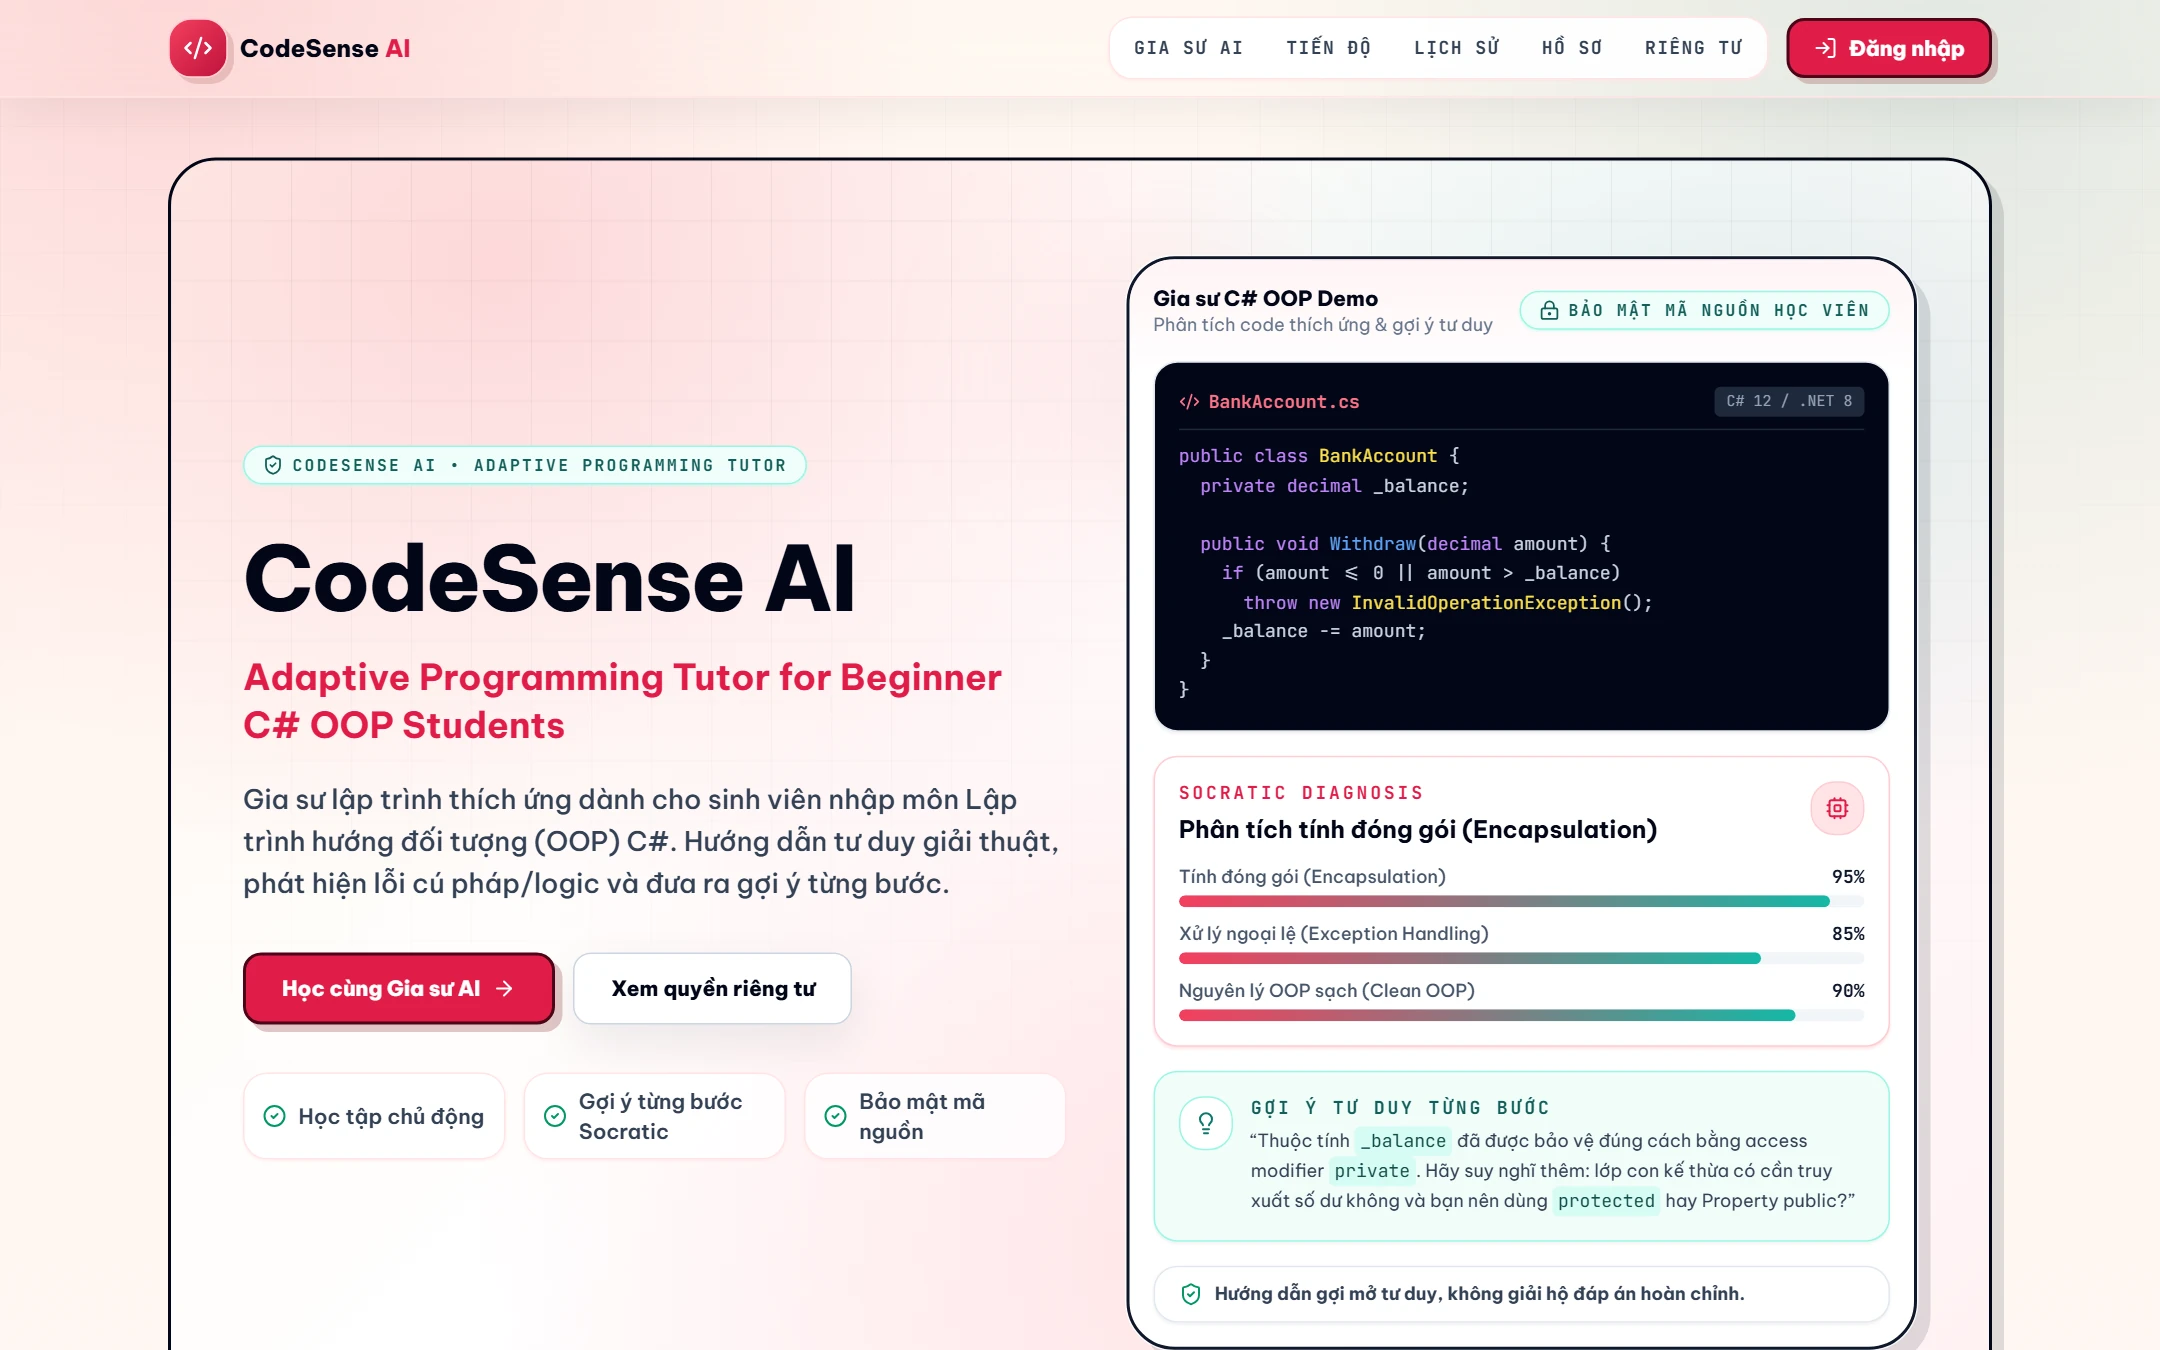 CodeSense AI
GIA SƯ AI
TIẾN ĐỘ
LỊCH SỬ
HỒ SƠ
RIÊNG TƯ
Đăng nhập
CODESENSE AI • ADAPTIVE PROGRAMMING TUTOR
CodeSense AI
Adaptive Programming Tutor for Beginner
C# OOP Students
Gia sư lập trình thích ứng dành cho sinh viên nhập môn Lập
trình hướng đối tượng (OOP) C#. Hướng dẫn tư duy giải thuật,
phát hiện lỗi cú pháp/logic và đưa ra gợi ý từng bước.
Học cùng Gia sư AI →
Xem quyền riêng tư
Học tập chủ động
Gợi ý từng bước
Socratic
Bảo mật mã
nguồn
Gia sư C# OOP Demo
Phân tích code thích ứng & gợi ý tư duy
BẢO MẬT MÃ NGUỒN HỌC VIÊN
</> BankAccount.cs
C# 12 / .NET 8
public class BankAccount {
private decimal _balance;
public void Withdraw(decimal amount) {
if (amount <= 0 || amount > _balance)
throw new InvalidOperationException();
_balance -= amount;
}
}
SOCRATIC DIAGNOSIS
Phân tích tính đóng gói (Encapsulation)
Tính đóng gói (Encapsulation) 95%
Xử lý ngoại lệ (Exception Handling) 85%
Nguyên lý OOP sạch (Clean OOP) 90%
GỢI Ý TƯ DUY TỪNG BƯỚC
“Thuộc tính _balance đã được bảo vệ đúng cách bằng access
modifier private. Hãy suy nghĩ thêm: lớp con kế thừa có cần truy
xuất số dư không và bạn nên dùng protected hay Property public?”
Hướng dẫn gợi mở tư duy, không giải hộ đáp án hoàn chỉnh.